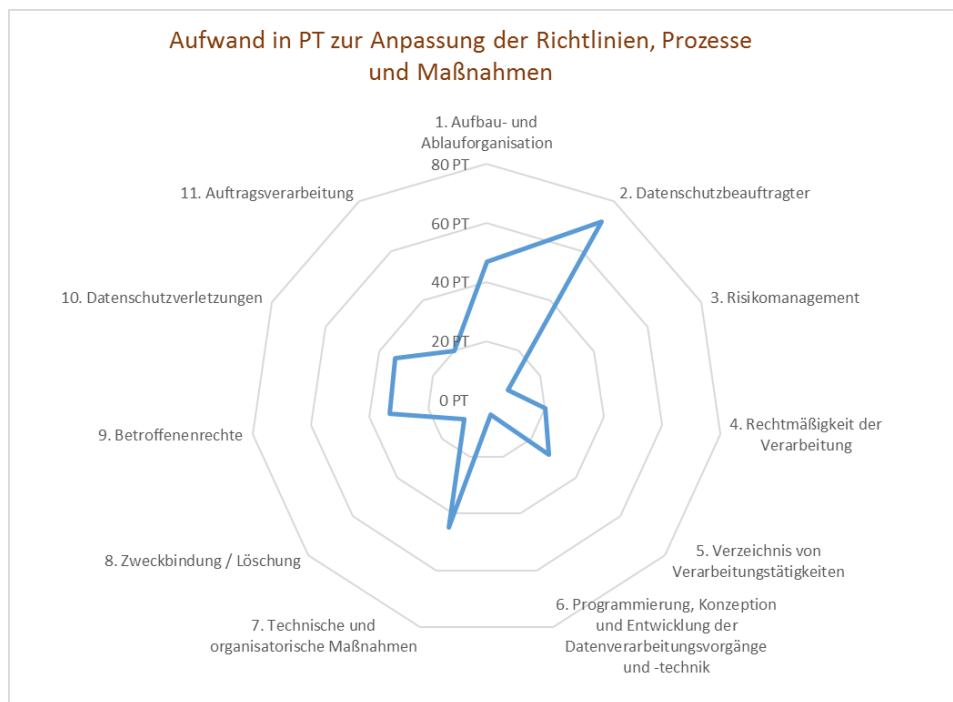 Aufwand in PT zur Anpassung der Richtlinien, Prozesse
und Maßnahmen
1. Aufbau- und
Ablauforganisation
80 PT
11. Auftragsverarbeitung
2. Datenschutzbeauftragter
60 PT
40 PT
10. Datenschutzverletzungen
3. Risikomanagement
20 PT
0 PT
9. Betroffenenrechte
4. Rechtmäßigkeit der
Verarbeitung
8. Zweckbindung / Löschung
5. Verzeichnis von
Verarbeitungstätigkeiten
7. Technische und
organisatorische Maßnahmen
6. Programmierung, Konzeption
und Entwicklung der
Datenverarbeitungsvorgänge
und -technik